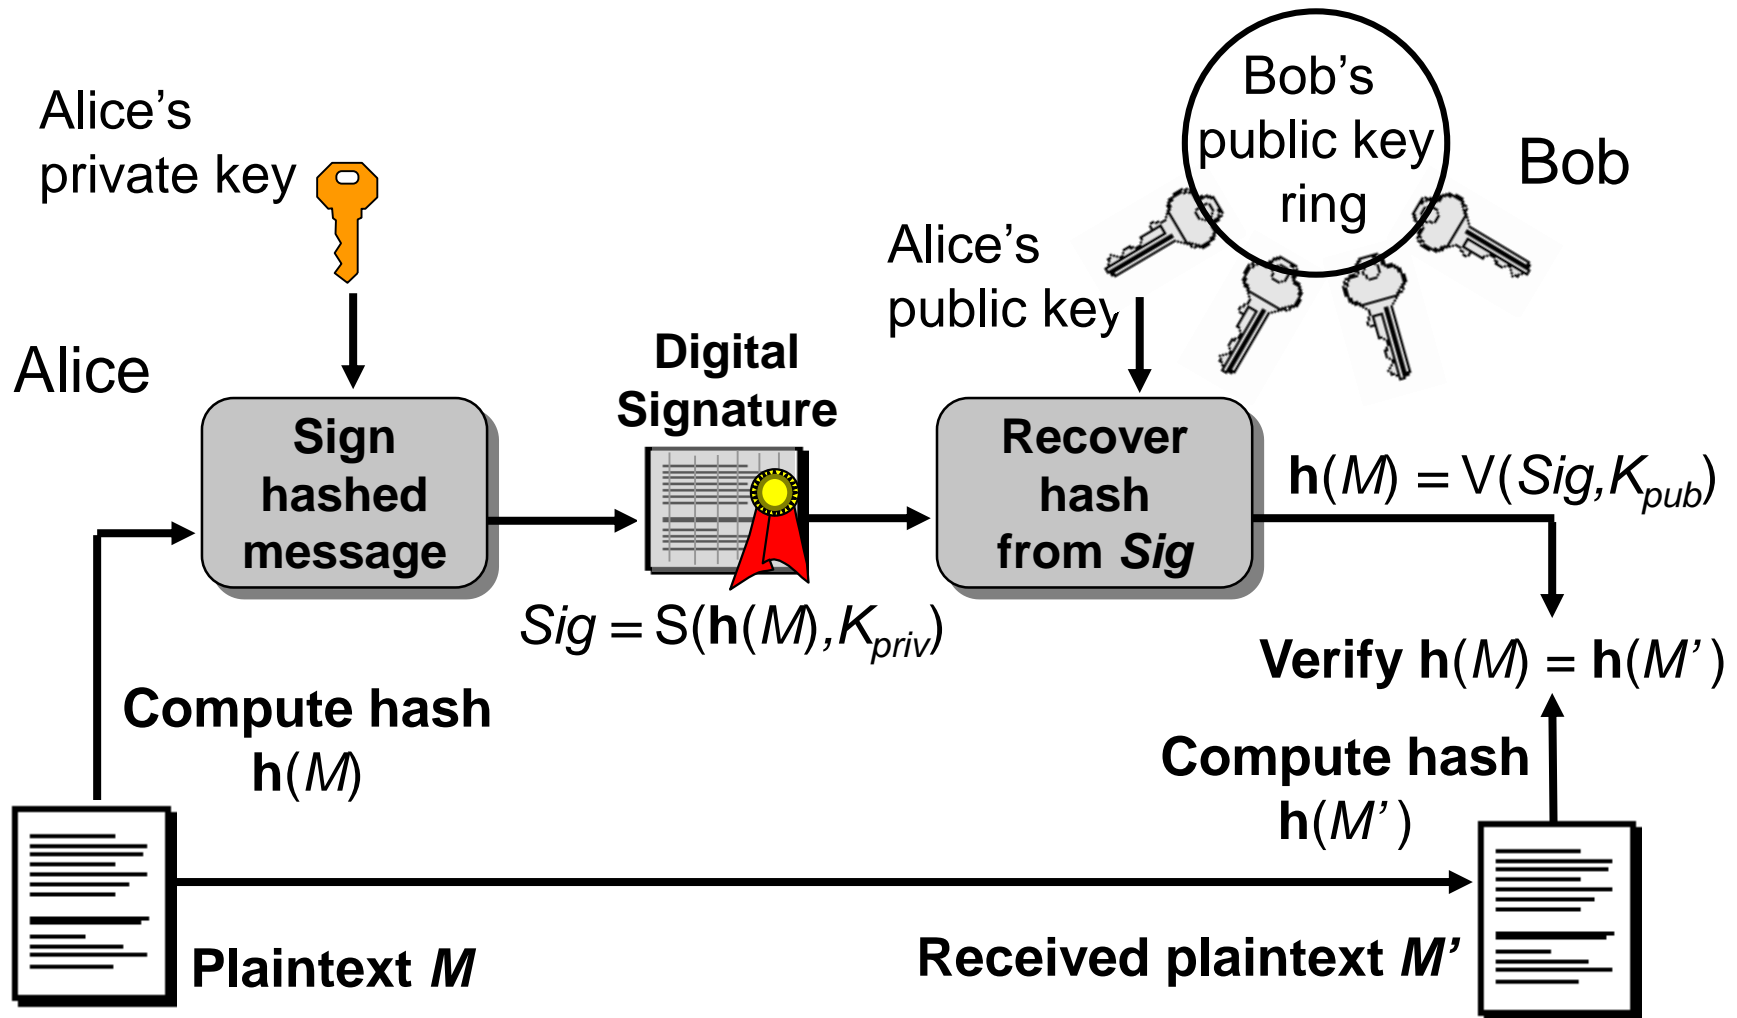 Alice's
private key
Alice
Sign
hashed
message
Compute hash
h(M)
Plaintext M
Digital
Signature
Sig = S(h(M),Kpriv)
Alice's
public key
Bob's
public key
ring
Bob
Recover
hash
from Sig
h(M) = V(Sig,Kpub)
Verify h(M) = h(M' )
Compute hash
h(M' )
Received plaintext M'